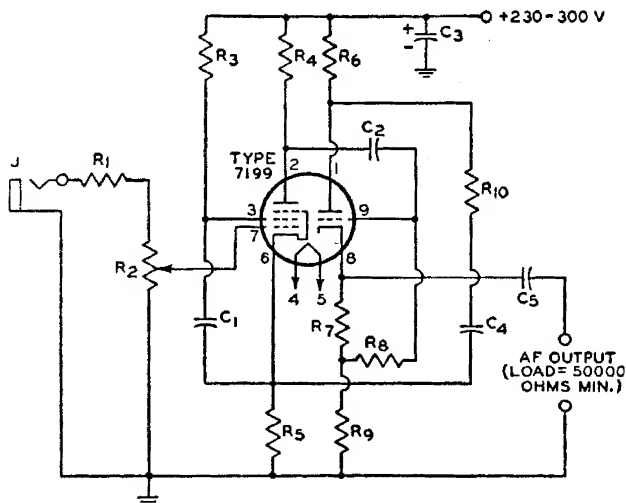 +230-300 V
+
-
C3
R3
R4
R6
C2
TYPE
7199
2
1
J
R1
R10
3
7
9
6
8
4
5
R2
C5
C1
R7
R8
C4
AF OUTPUT
(LOAD=50000
OHMS MIN.)
R5
R9